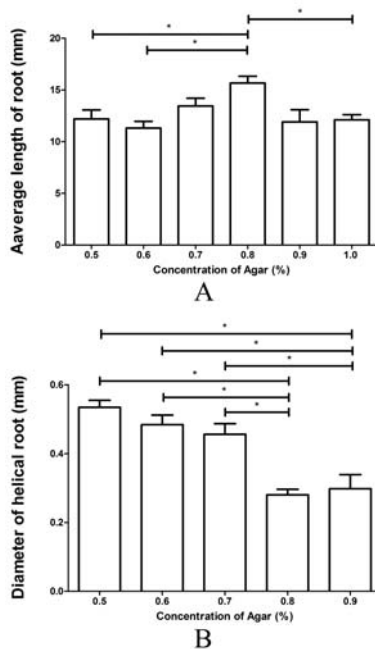 *
*
*
Aaverage length of root (mm)
20
15
10
5
0
0.5 0.6 0.7 0.8 0.9 1.0
Concentration of Agar (%)
A
*
*
*
*
*
*
Diameter of helical root (mm)
0.6
0.4
0.2
0.0
0.5 0.6 0.7 0.8 0.9
Concentration of Agar (%)
B